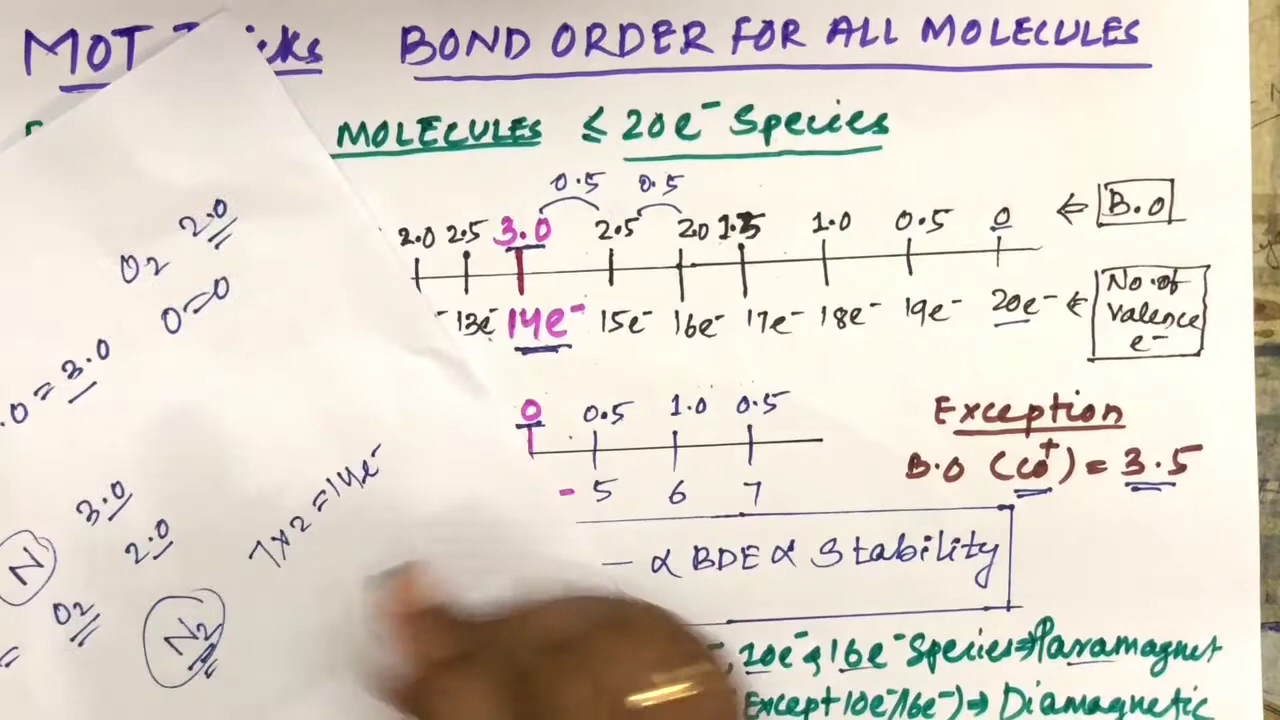 MOT BOND ORDER FOR ALL MOLECULES
MOLECULES ≤ 20e⁻ Species
0.5 0.5
2.0 2.5 3.0 2.5 2.0 1.5 1.0 0.5 0 ← B.O
13e⁻ 14e⁻ 15e⁻ 16e⁻ 17e⁻ 18e⁻ 19e⁻ 20e⁻ ← No. of valence e⁻
0 0.5 1.0 0.5
- 5 6 7
Exception
B.O (CO⁺) = 3.5
— ∝ BDE ∝ Stability
, 20e⁻, 16e⁻ Species ⇒ Paramagnet
Except 10e⁻/16e⁻) ⇒ Diamagnetic
O2 2.0
O=O
.0 = 3.0
3.0
2.0
7×2=14e⁻
N
O2
N2